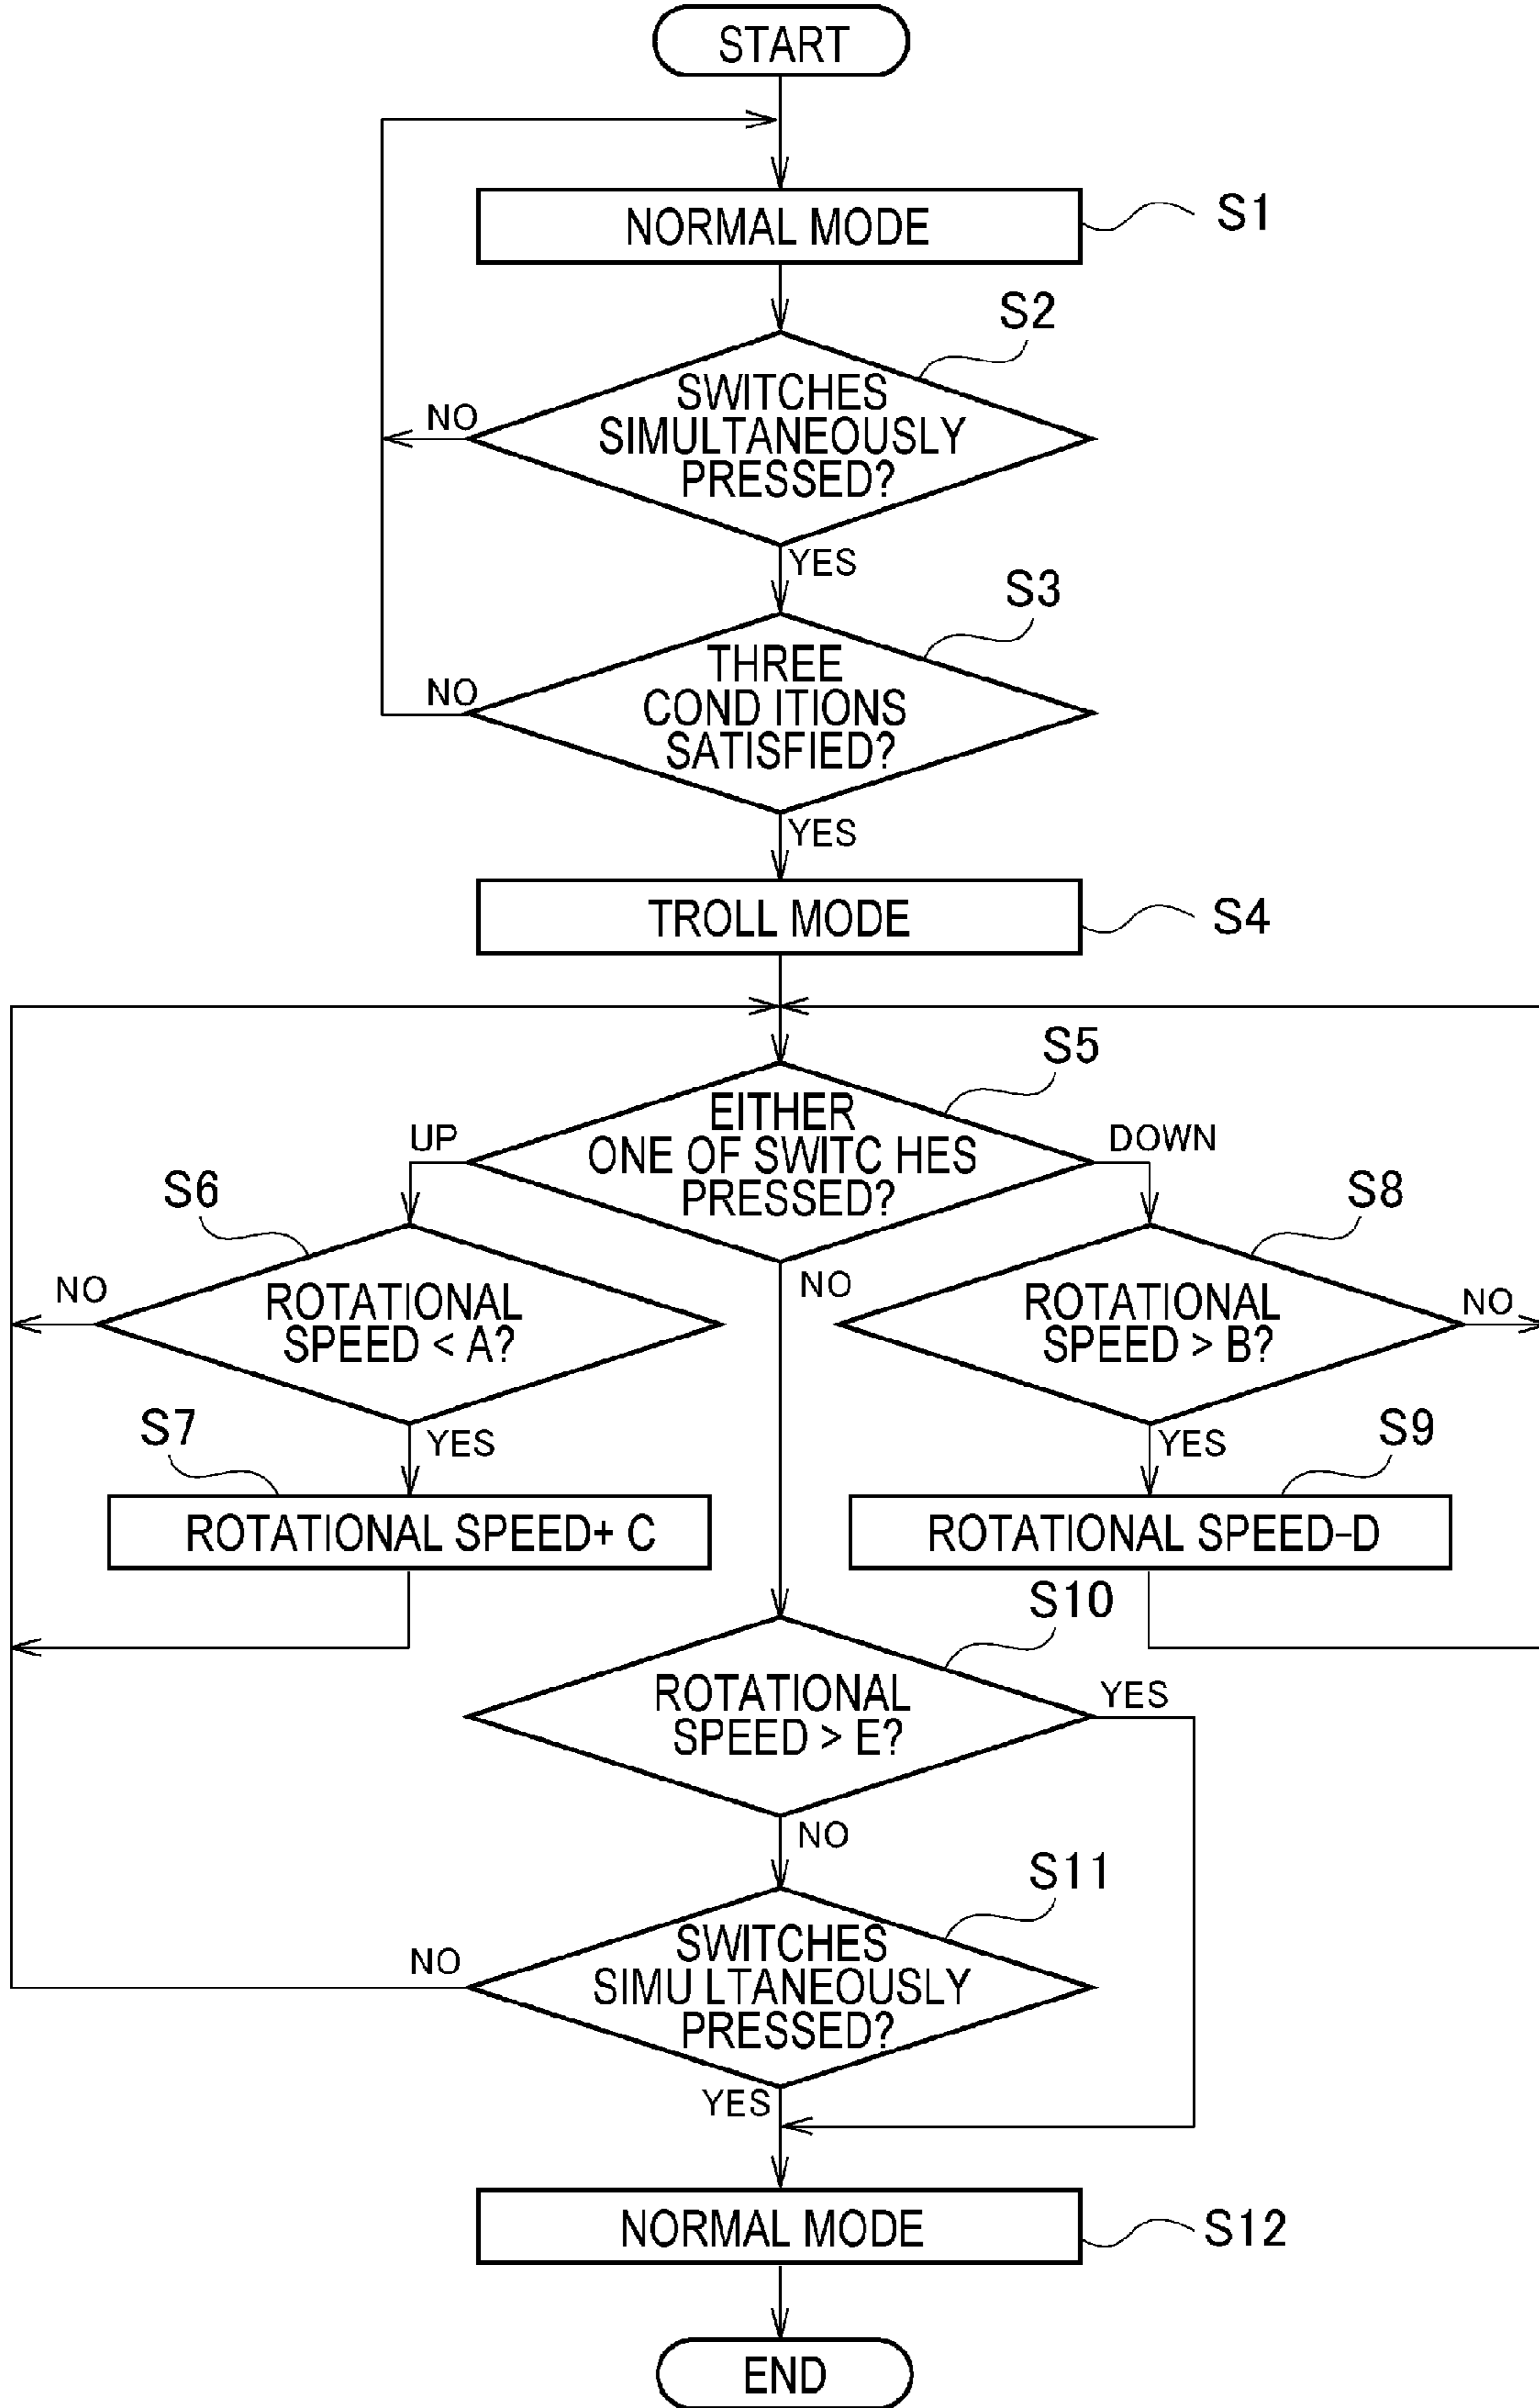 START
NORMAL MODE
S1
S2
SWITCHES
SIMULTANEOUSLY
PRESSED?
NO
YES
S3
THREE
COND ITIONS
SATISFIED?
NO
YES
TROLL MODE
S4
S5
EITHER
ONE OF SWITC HES
PRESSED?
UP
DOWN
NO
S6
ROTATIONAL
SPEED < A?
NO
YES
S8
ROTATIONAL
SPEED > B?
NO
YES
S7
ROTATIONAL SPEED+ C
S9
ROTATIONAL SPEED-D
S10
ROTATIONAL
SPEED > E?
YES
NO
S11
SWITCHES
SIMU LTANEOUSLY
PRESSED?
NO
YES
NORMAL MODE
S12
END